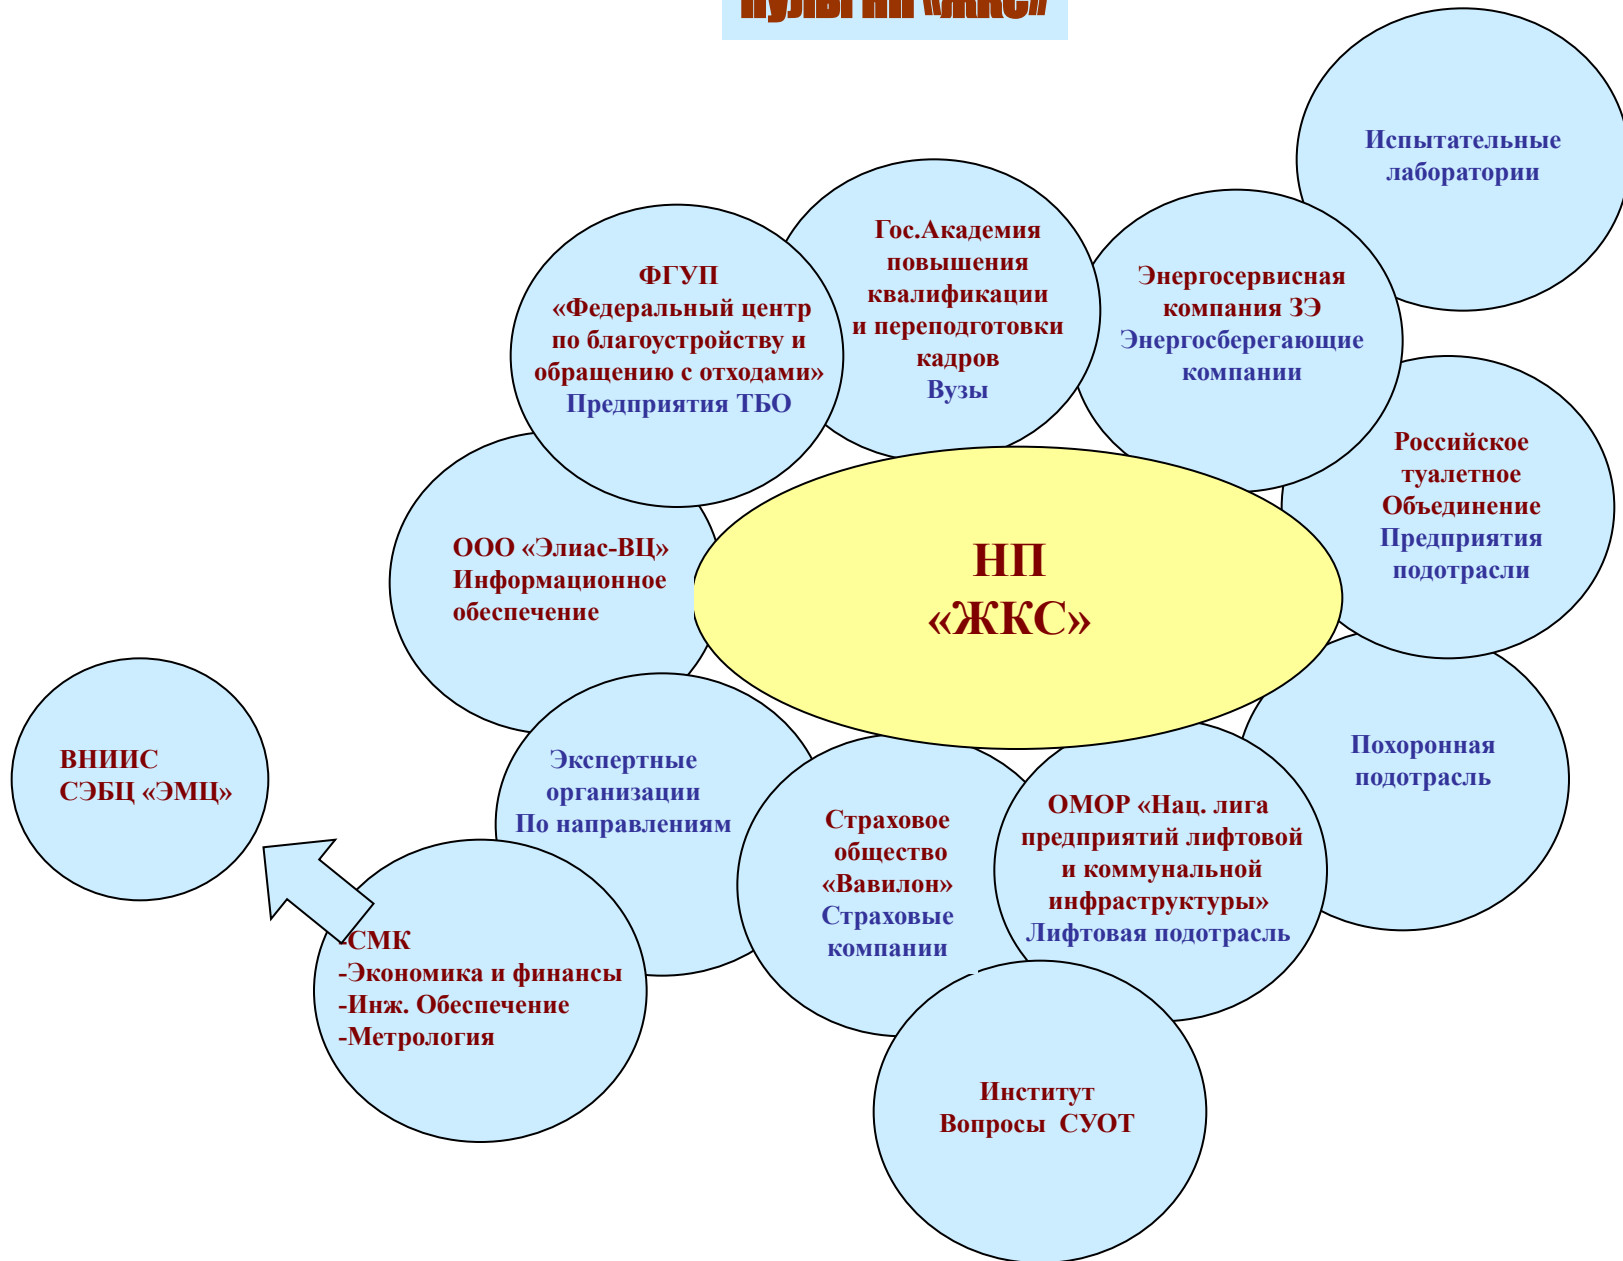 НП «ЖКС»
Испытательные
лаборатории
Гос.Академия
повышения
квалификации
и переподготовки
кадров
Вузы
Энергосервисная
компания ЗЭ
Энергосберегающие
компании
ФГУП
«Федеральный центр
по благоустройству и
обращению с отходами»
Предприятия ТБО
Российское
туалетное
Объединение
Предприятия
подотрасли
ООО «Элиас-ВЦ»
Информационное
обеспечение
НП
«ЖКС»
ВНИИС
СЭБЦ «ЭМЦ»
Экспертные
организации
По направлениям
Страховое
общество
«Вавилон»
Страховые
компании
ОМОР «Нац. лига
предприятий лифтовой
и коммунальной
инфраструктуры»
Лифтовая подотрасль
Похоронная
подотрасль
-СМК
-Экономика и финансы
-Инж. Обеспечение
-Метрология
Институт
Вопросы СУОТ